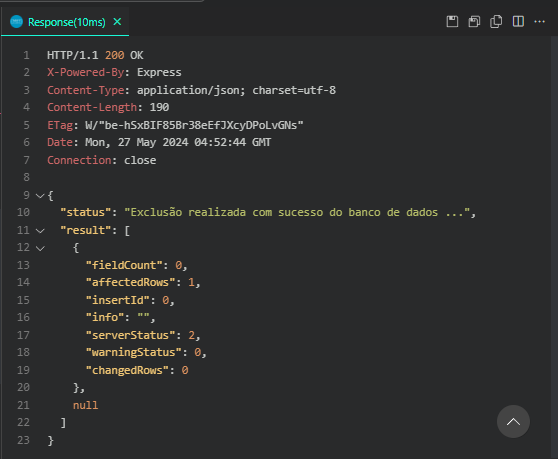 Response(10ms)
1 HTTP/1.1 200 OK
2 X-Powered-By: Express
3 Content-Type: application/json; charset=utf-8
4 Content-Length: 190
5 ETag: W/"be-hSxBIF85Br38eEfJXcyDPoLvGNs"
6 Date: Mon, 27 May 2024 04:52:44 GMT
7 Connection: close
8
9 {
10 "status": "Exclusão realizada com sucesso do banco de dados ...",
11 "result": [
12 {
13 "fieldCount": 0,
14 "affectedRows": 1,
15 "insertId": 0,
16 "info": "",
17 "serverStatus": 2,
18 "warningStatus": 0,
19 "changedRows": 0
20 },
21 null
22 ]
23 }